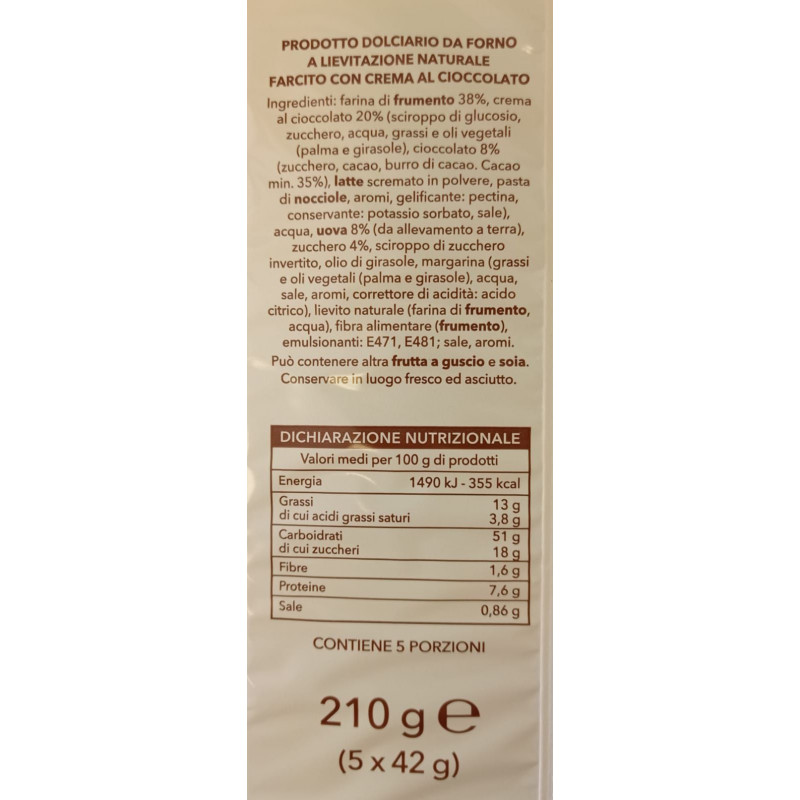 PRODOTTO DOLCIARIO DA FORNO
A LIEVITAZIONE NATURALE
FARCITO CON CREMA AL CIOCCOLATO
Ingredienti: farina di frumento 38%, crema
al cioccolato 20% (sciroppo di glucosio,
zucchero, acqua, grassi e oli vegetali
(palma e girasole), cioccolato 8%
(zucchero, cacao, burro di cacao. Cacao
min. 35%), latte scremato in polvere, pasta
di nocciole, aromi, gelificante: pectina,
conservante: potassio sorbato, sale),
acqua, uova 8% (da allevamento a terra),
zucchero 4%, sciroppo di zucchero
invertito, olio di girasole, margarina (grassi
e oli vegetali (palma e girasole), acqua,
sale, aromi, correttore di acidità: acido
citrico), lievito naturale (farina di frumento,
acqua), fibra alimentare (frumento),
emulsionanti: E471, E481; sale, aromi.
Può contenere altra frutta a guscio e soia.
Conservare in luogo fresco ed asciutto.
DICHIARAZIONE NUTRIZIONALE
Valori medi per 100 g di prodotti
Energia 1490 kJ - 355 kcal
Grassi 13 g
di cui acidi grassi saturi 3,8 g
Carboidrati 51 g
di cui zuccheri 18 g
Fibre 1,6 g
Proteine 7,6 g
Sale 0,86 g
CONTIENE 5 PORZIONI
210 g e
(5 x 42 g)